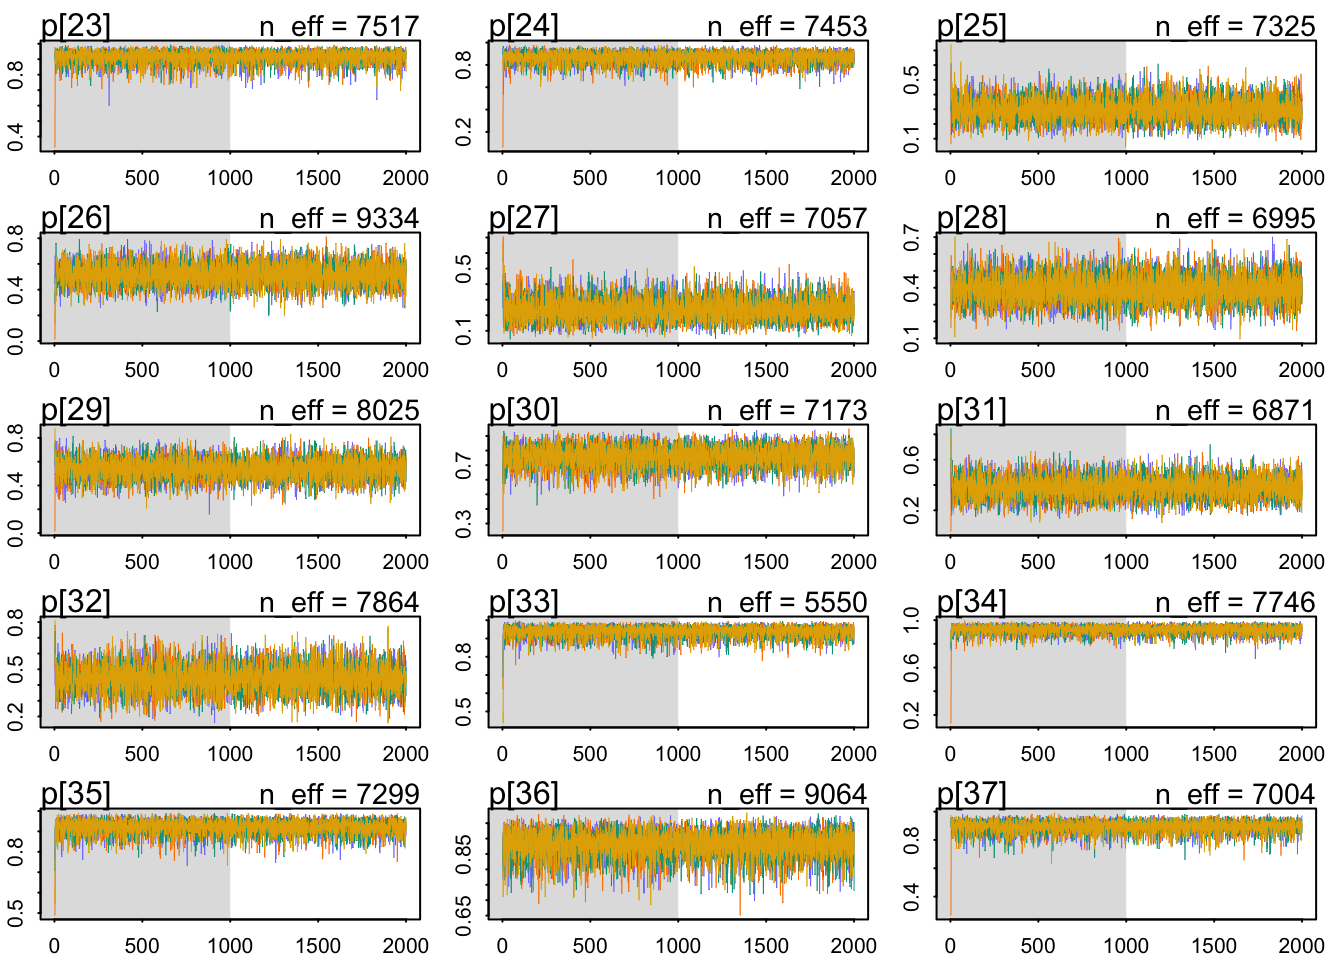 p[23] n_eff = 7517
0.4 0.8
0 500 1000 1500 2000
p[24] n_eff = 7453
0.2 0.8
0 500 1000 1500 2000
p[25] n_eff = 7325
0.1 0.5
0 500 1000 1500 2000
p[26] n_eff = 9334
0.0 0.4 0.8
0 500 1000 1500 2000
p[27] n_eff = 7057
0.1 0.5
0 500 1000 1500 2000
p[28] n_eff = 6995
0.1 0.4 0.7
0 500 1000 1500 2000
p[29] n_eff = 8025
0.0 0.4 0.8
0 500 1000 1500 2000
p[30] n_eff = 7173
0.3 0.7
0 500 1000 1500 2000
p[31] n_eff = 6871
0.2 0.6
0 500 1000 1500 2000
p[32] n_eff = 7864
0.2 0.5 0.8
0 500 1000 1500 2000
p[33] n_eff = 5550
0.5 0.8
0 500 1000 1500 2000
p[34] n_eff = 7746
0.2 0.6 1.0
0 500 1000 1500 2000
p[35] n_eff = 7299
0.5 0.8
0 500 1000 1500 2000
p[36] n_eff = 9064
0.65 0.85
0 500 1000 1500 2000
p[37] n_eff = 7004
0.4 0.8
0 500 1000 1500 2000